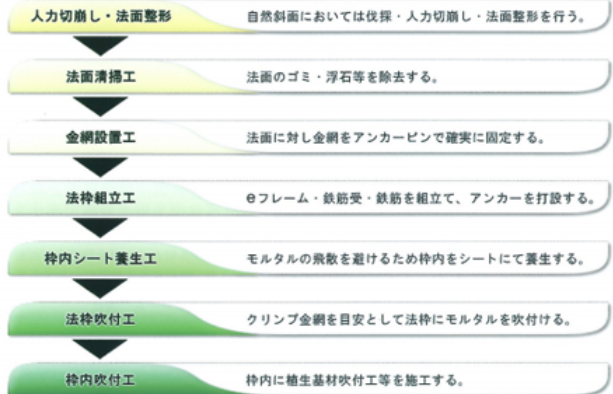 人力切崩し・法面整形 自然斜面においては伐採・人力切崩し・法面整形を行う。
法面清掃工 法面のゴミ・浮石等を除去する。
金網設置工 法面に対し金網をアンカーピンで確実に固定する。
法枠組立工 eフレーム・鉄筋受・鉄筋を組立て、アンカーを打設する。
枠内シート養生工 モルタルの飛散を避けるため枠内をシートにて養生する。
法枠吹付工 クリンプ金網を目安として法枠にモルタルを吹付ける。
枠内吹付工 枠内に植生基材吹付工等を施工する。